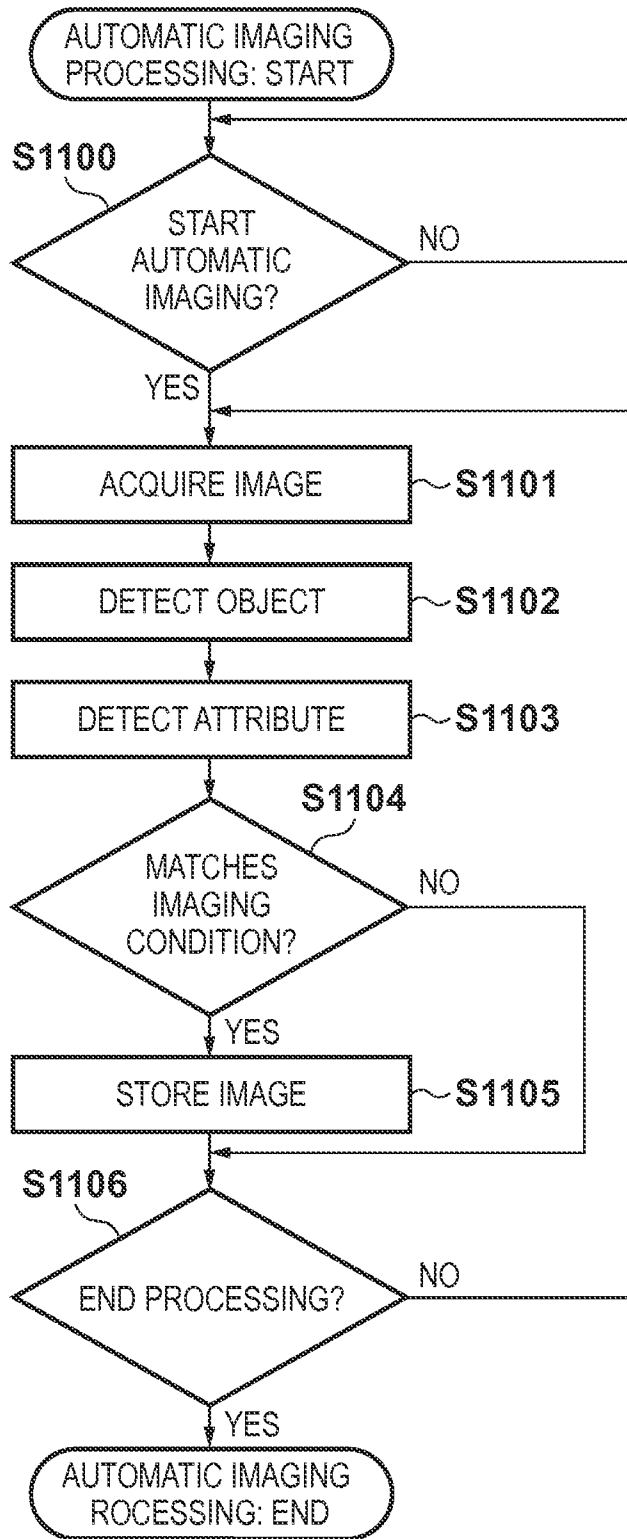 AUTOMATIC IMAGING
PROCESSING: START
S1100
START
AUTOMATIC
IMAGING?
NO
YES
ACQUIRE IMAGE
S1101
DETECT OBJECT
S1102
DETECT ATTRIBUTE
S1103
S1104
MATCHES
IMAGING
CONDITION?
NO
YES
STORE IMAGE
S1105
S1106
END PROCESSING?
NO
YES
AUTOMATIC IMAGING
ROCESSING: END